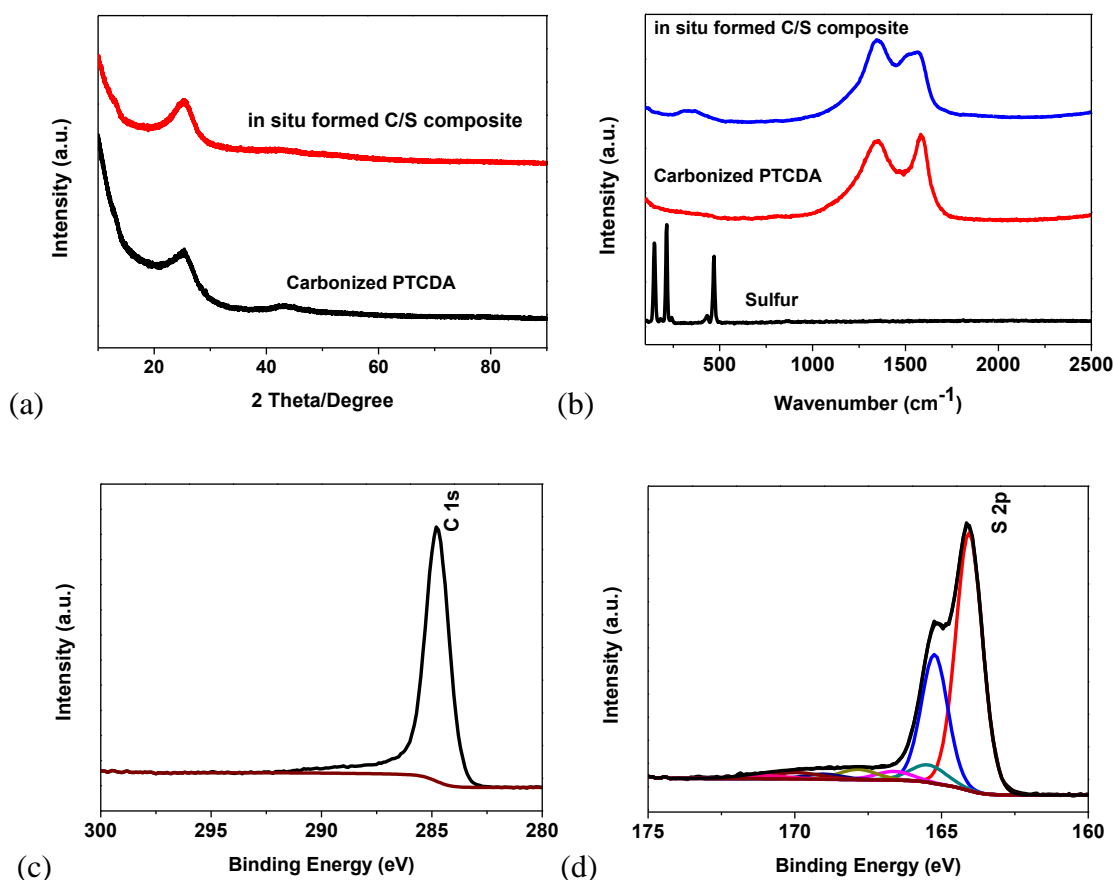 Intensity (a.u.)
in situ formed C/S composite
Carbonized PTCDA
20 40 60 80
2 Theta/Degree
(a)
Intensity (a.u.)
in situ formed C/S composite
Carbonized PTCDA
Sulfur
500 1000 1500 2000 2500
Wavenumber (cm⁻¹)
(b)
Intensity (a.u.)
C 1s
300 295 290 285 280
Binding Energy (eV)
(c)
Intensity (a.u.)
S 2p
175 170 165 160
Binding Energy (eV)
(d)